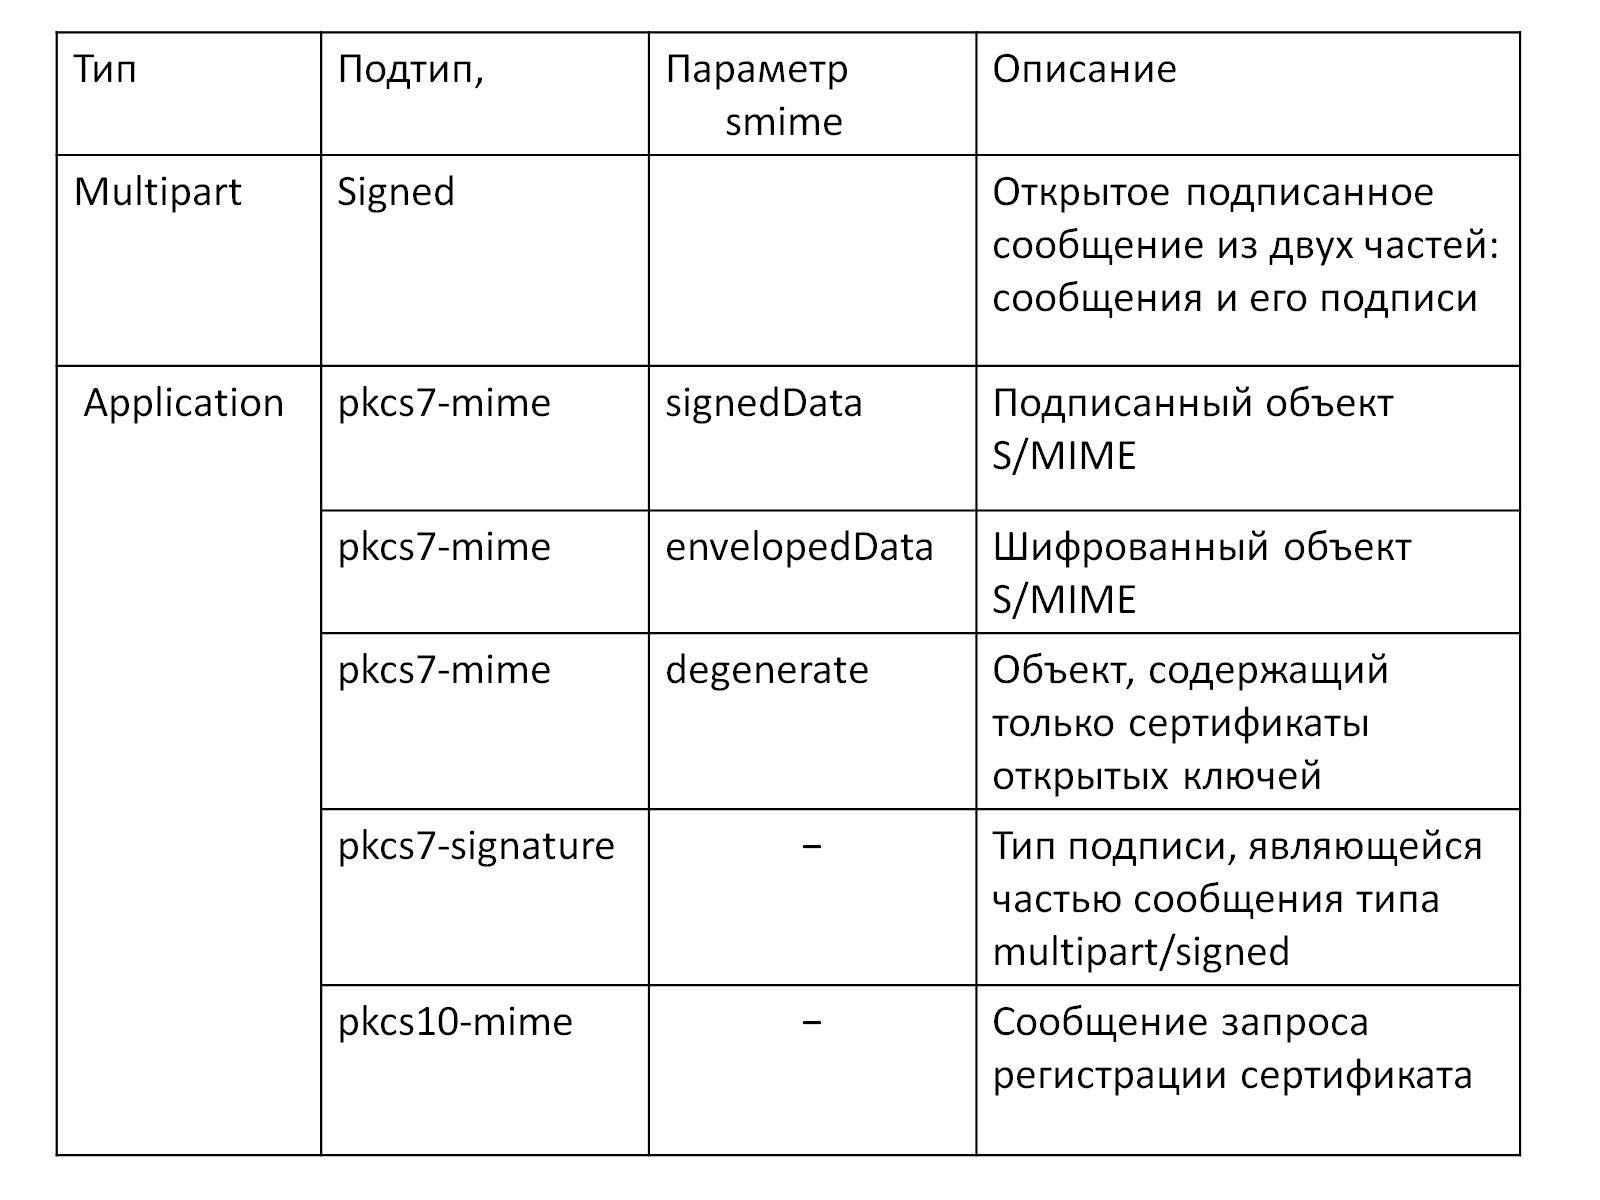 Тип
Подтип,
Параметр
smime
Описание
Multipart
Signed
Открытое подписанное
сообщение из двух частей:
сообщения и его подписи
Application
pkcs7-mime
signedData
Подписанный объект
S/MIME
pkcs7-mime
envelopedData
Шифрованный объект
S/MIME
pkcs7-mime
degenerate
Объект, содержащий
только сертификаты
открытых ключей
pkcs7-signature
–
Тип подписи, являющейся
частью сообщения типа
multipart/signed
pkcs10-mime
–
Сообщение запроса
регистрации сертификата